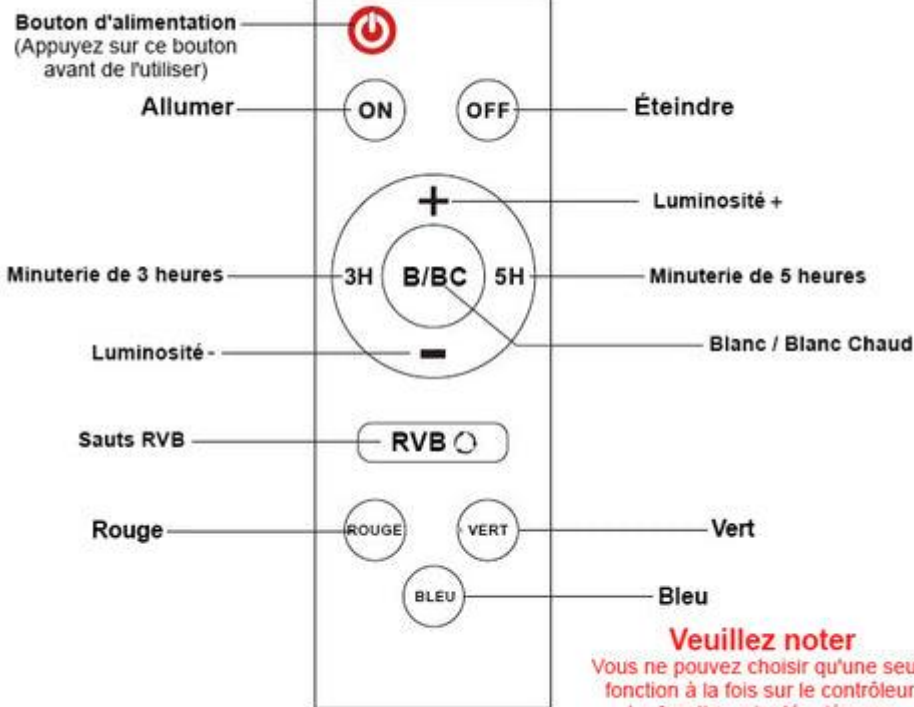 Bouton d'alimentation
(Appuyez sur ce bouton
avant de l'utiliser)
Allumer
ON
OFF
Éteindre
+
Luminosité +
Minuterie de 3 heures
3H
B/BC
5H
Minuterie de 5 heures
Luminosité -
-
Blanc / Blanc Chaud
Sauts RVB
RVB
Rouge
ROUGE
VERT
Vert
BLEU
Bleu
Veuillez noter
Vous ne pouvez choisir qu'une seu
fonction à la fois sur le contrôleur